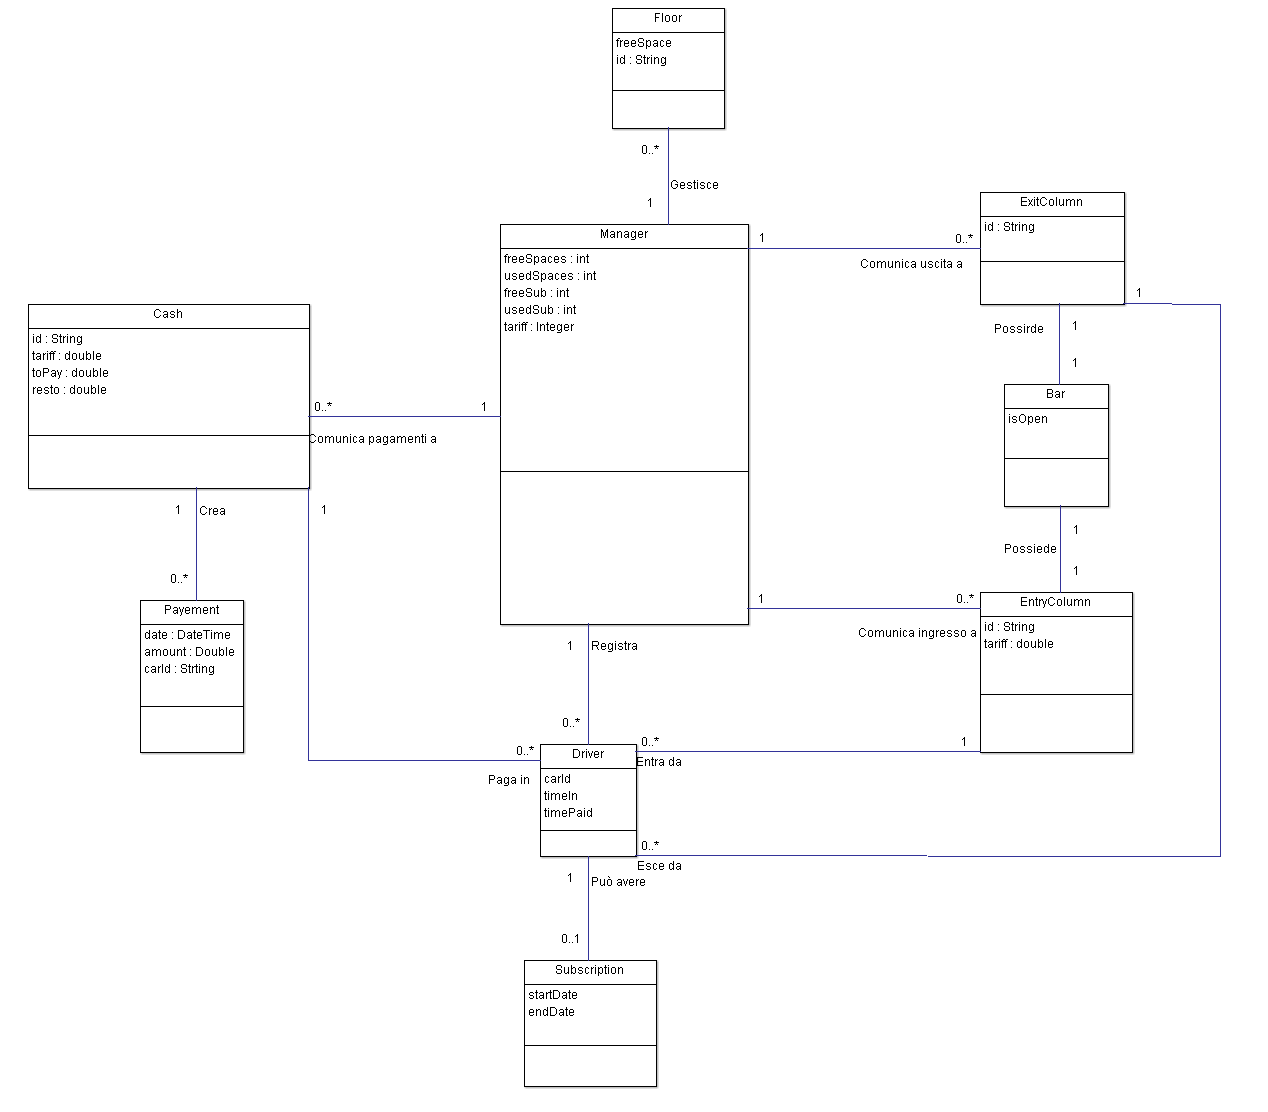 Floor
freeSpace
id : String
0..*
Gestisce
1
Manager
freeSpaces : int
usedSpaces : int
freeSub : int
usedSub : int
tariff : Integer
1
0..*
Comunica uscita a
ExitColumn
id : String
1
Possirde
1
1
Bar
isOpen
1
Possiede
1
Cash
id : String
tariff : double
toPay : double
resto : double
0..*
1
Comunica pagamenti a
1
Crea
1
0..*
Payement
date : DateTime
amount : Double
carId : Strting
1
0..*
Comunica ingresso a
EntryColumn
id : String
tariff : double
1
Registra
0..*
0..*
Paga in
Driver
carId
timeIn
timePaid
0..*
1
Entra da
0..*
Esce da
1
Può avere
0..1
Subscription
startDate
endDate